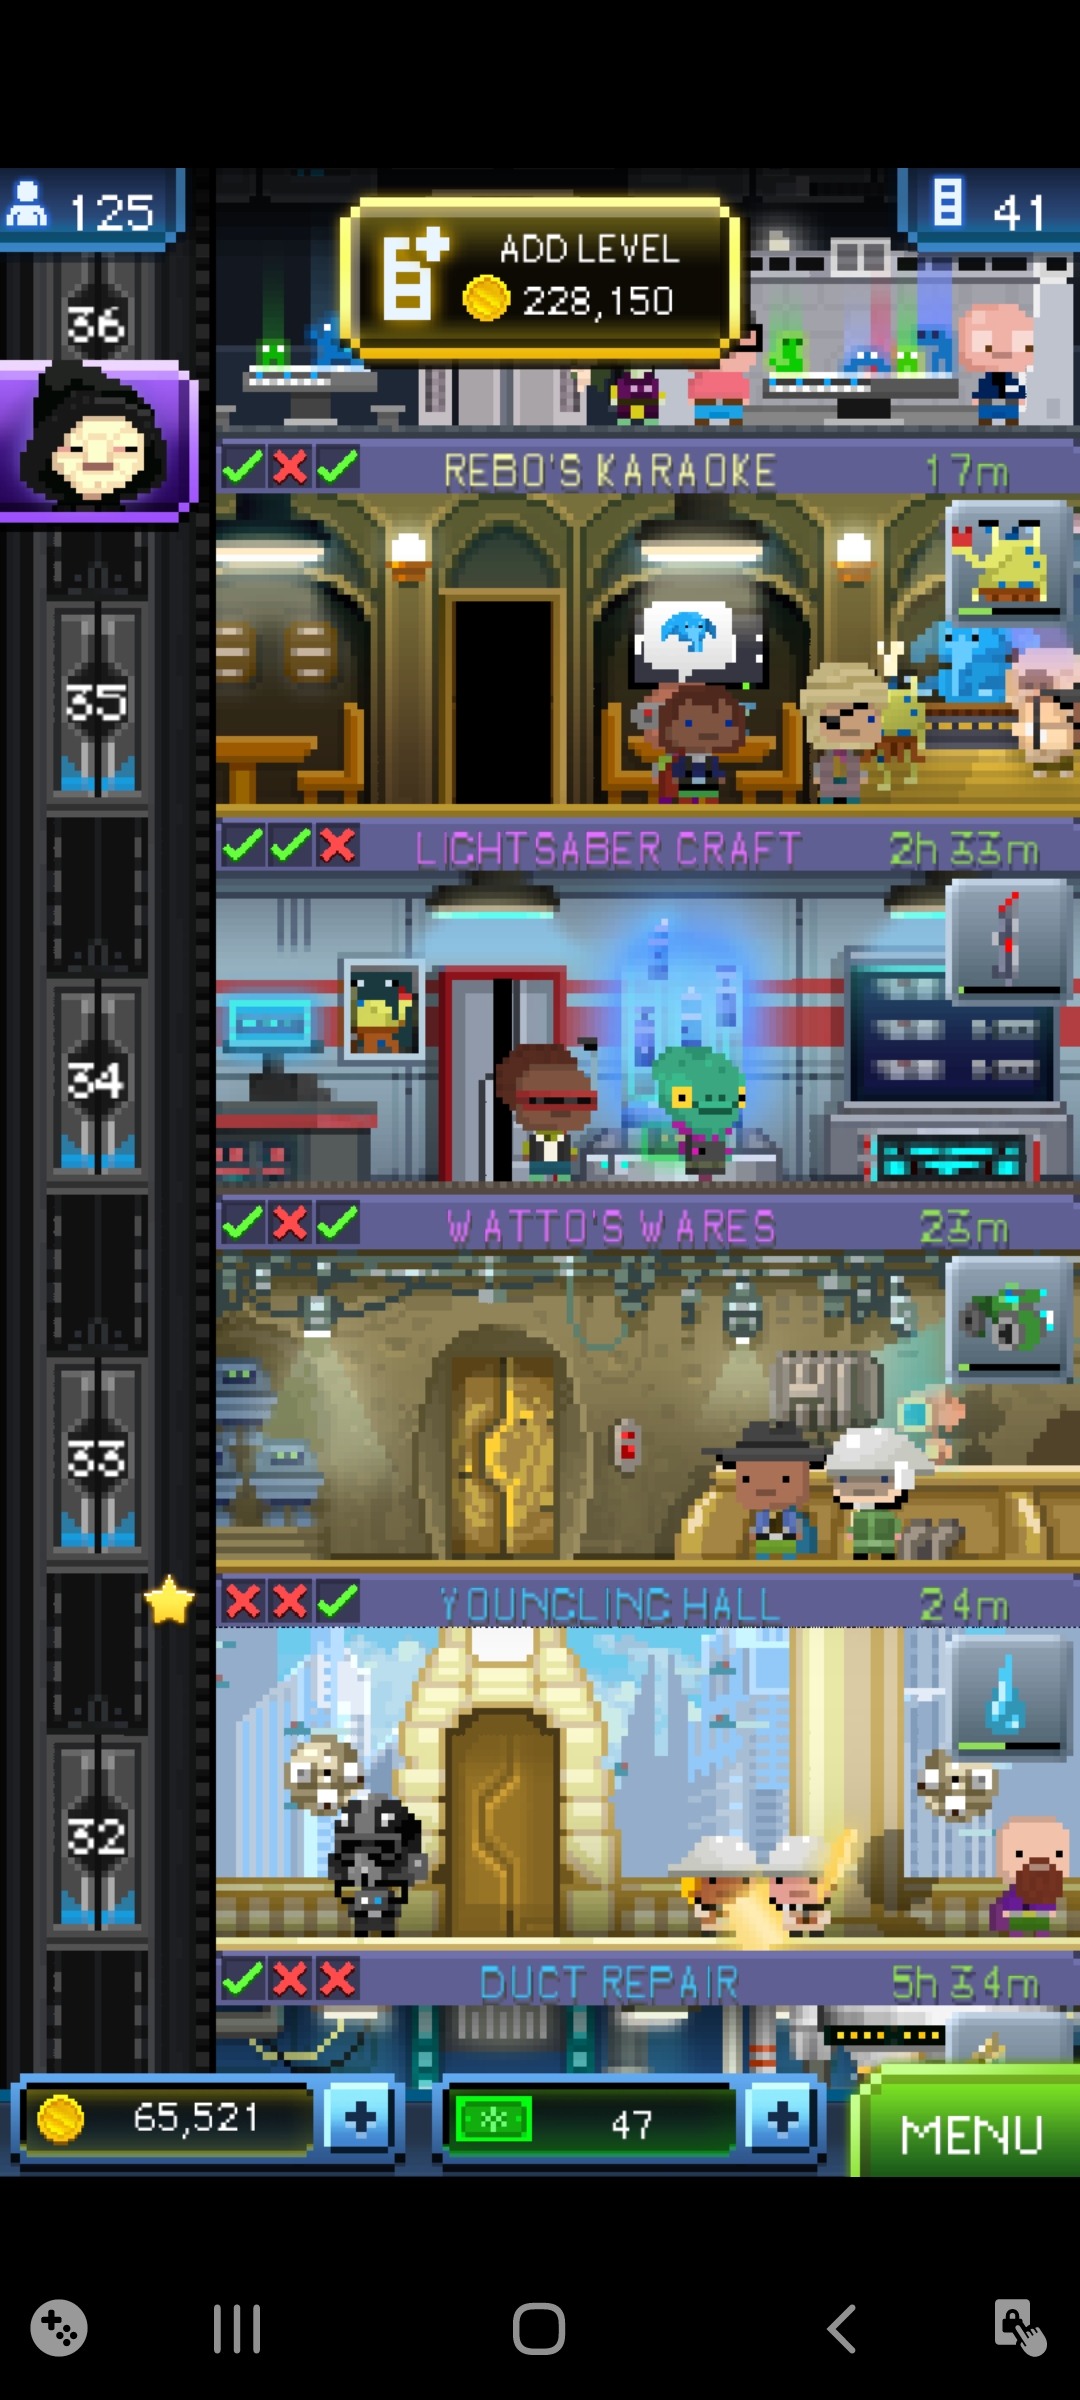 125
ADD LEVEL
228,150
41
36
REBO'S KARAOKE
17m
35
LIGHTSABER CRAFT
2h 33m
34
WATTO'S WARES
23m
33
YOUNGLING HALL
24m
32
DUCT REPAIR
5h 34m
65,521
47
MENU